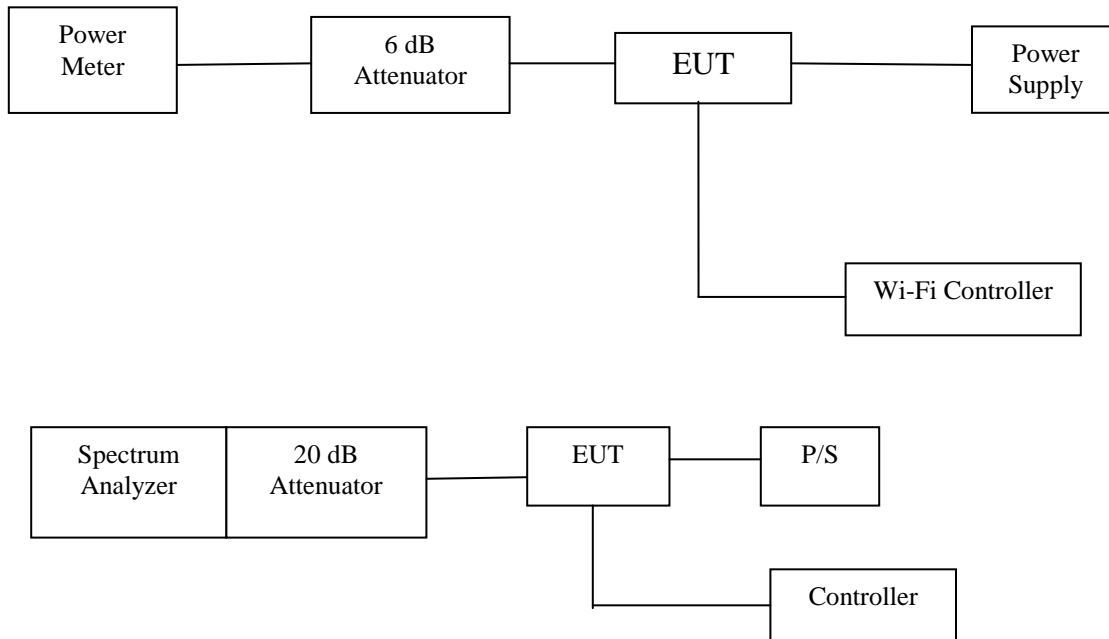 Power
Meter
6 dB
Attenuator
EUT
Power
Supply
Wi-Fi Controller
Spectrum
Analyzer
20 dB
Attenuator
EUT
P/S
Controller